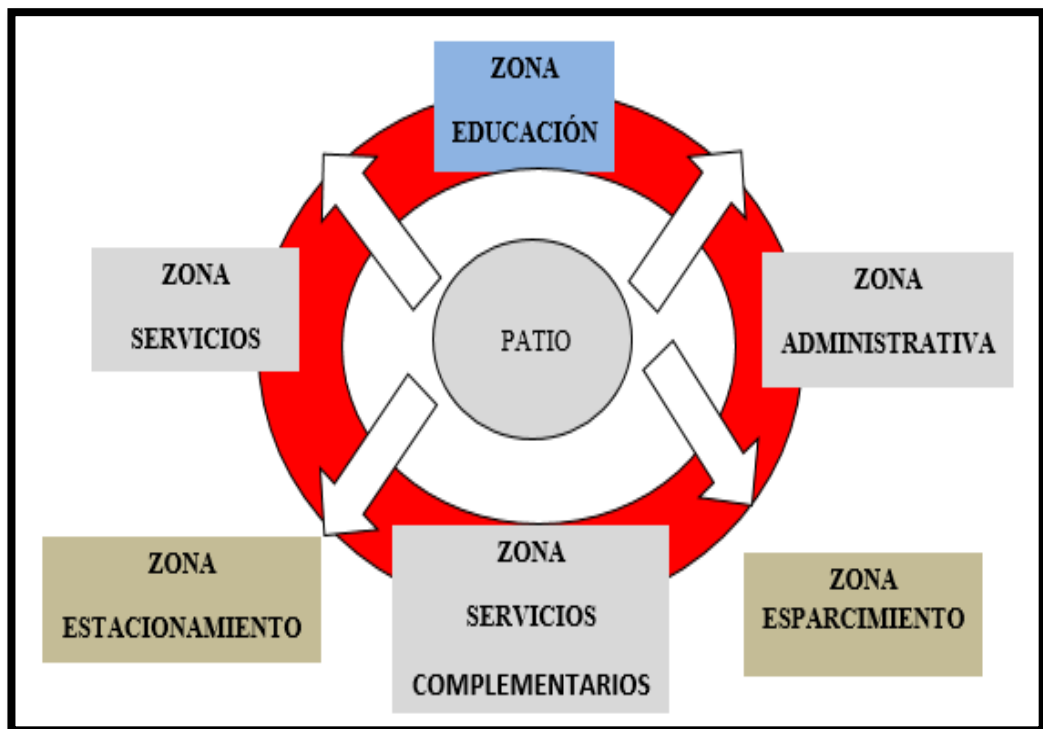 ZONA
EDUCACIÓN
ZONA
SERVICIOS
ZONA
ADMINISTRATIVA
PATIO
ZONA
ESTACIONAMIENTO
ZONA
SERVICIOS
COMPLEMENTARIOS
ZONA
ESPARCIMIENTO